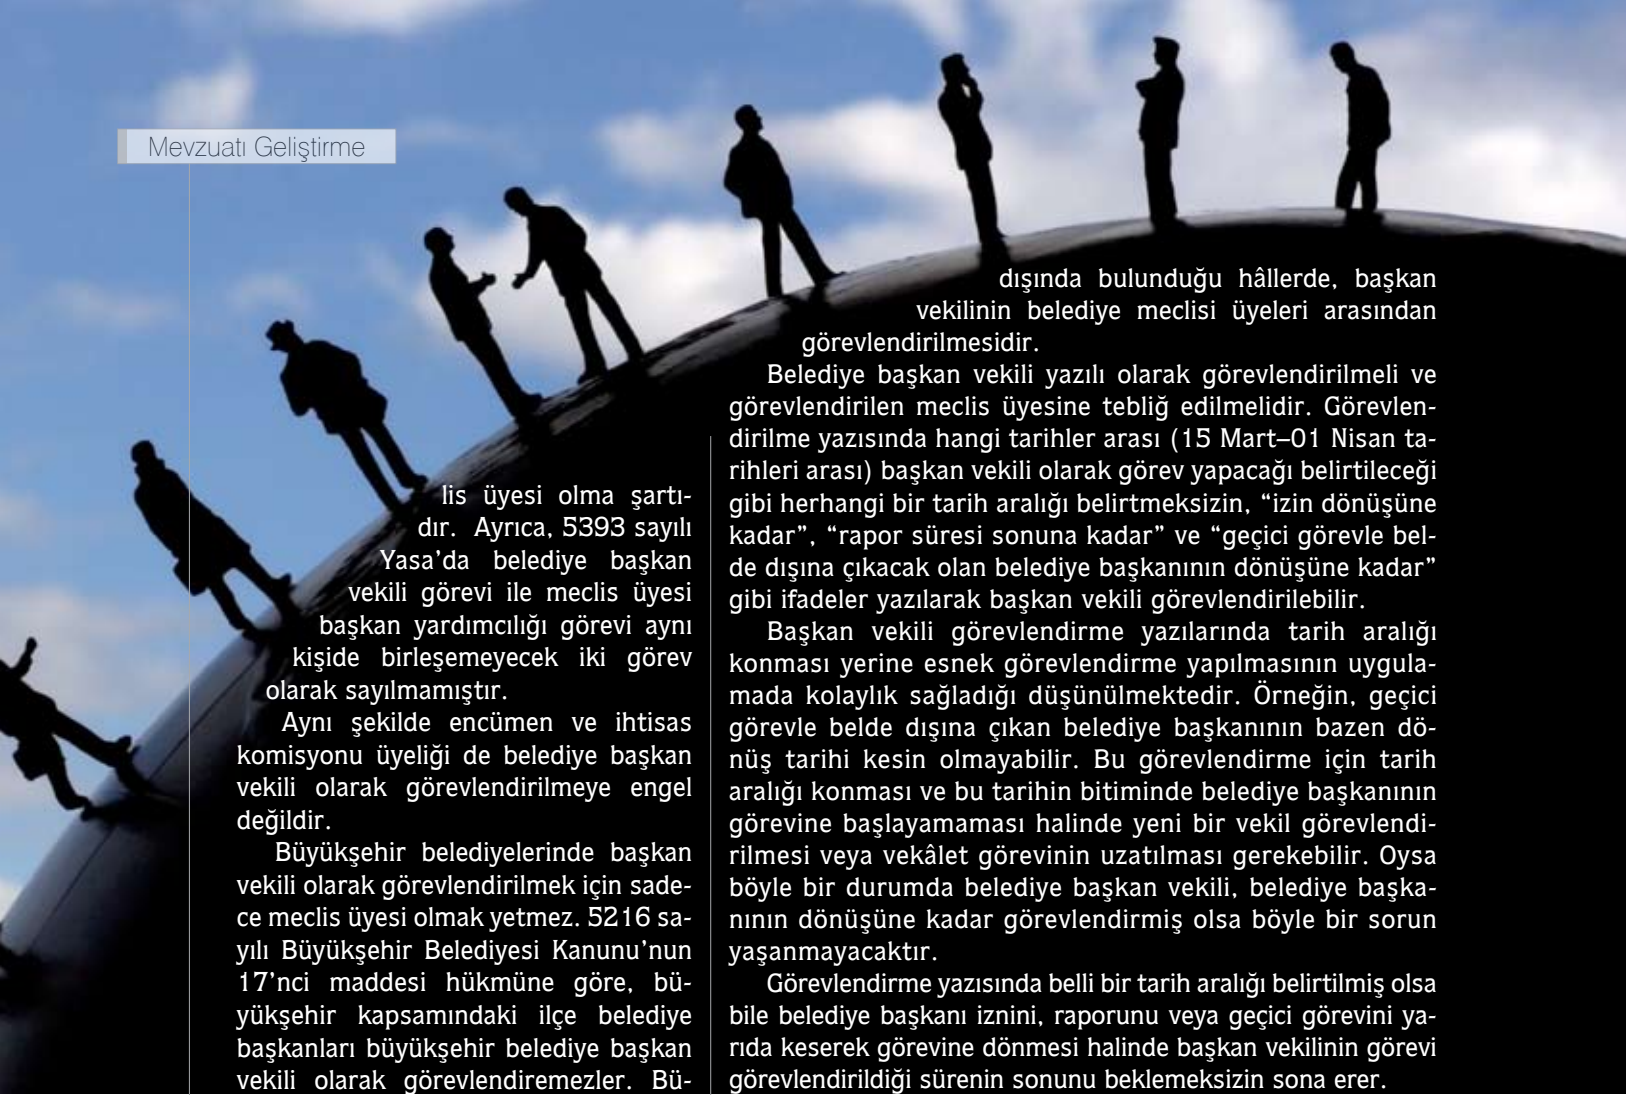 Mevzuatı Geliştirme
lis üyesi olma şartı-
dır. Ayrıca, 5393 sayılı
Yasa’da belediye başkan
vekili görevi ile meclis üyesi
başkan yardımcılığı görevi aynı
kişide birleşemeyecek iki görev
olarak sayılmamıştır.
Aynı şekilde encümen ve ihtisas
komisyonu üyeliği de belediye başkan
vekili olarak görevlendirilmeye engel
değildir.
Büyükşehir belediyelerinde başkan
vekili olarak görevlendirilmek için sade-
ce meclis üyesi olmak yetmez. 5216 sa-
yılı Büyükşehir Belediyesi Kanunu’nun
17’nci maddesi hükmüne göre, bü-
yükşehir kapsamındaki ilçe belediye
başkanları büyükşehir belediye başkan
vekili olarak görevlendiremezler. Bü-
dışında bulunduğu hâllerde, başkan
vekilinin belediye meclisi üyeleri arasından
görevlendirilmesidir.
Belediye başkan vekili yazılı olarak görevlendirilmeli ve
görevlendirilen meclis üyesine tebliğ edilmelidir. Görevlen-
dirilme yazısında hangi tarihler arası (15 Mart–01 Nisan ta-
rihleri arası) başkan vekili olarak görev yapacağı belirtileceği
gibi herhangi bir tarih aralığı belirtmeksizin, “izin dönüşüne
kadar”, “rapor süresi sonuna kadar” ve “geçici görevle bel-
de dışına çıkacak olan belediye başkanının dönüşüne kadar”
gibi ifadeler yazılarak başkan vekili görevlendirilebilir.
Başkan vekili görevlendirme yazılarında tarih aralığı
konması yerine esnek görevlendirme yapılmasının uygula-
mada kolaylık sağladığı düşünülmektedir. Örneğin, geçici
görevle belde dışına çıkan belediye başkanının bazen dö-
nüş tarihi kesin olmayabilir. Bu görevlendirme için tarih
aralığı konması ve bu tarihin bitiminde belediye başkanının
görevine başlayamaması halinde yeni bir vekil görevlendi-
rilmesi veya vekâlet görevinin uzatılması gerekebilir. Oysa
böyle bir durumda belediye başkan vekili, belediye başka-
nının dönüşüne kadar görevlendirmiş olsa böyle bir sorun
yaşanmayacaktır.
Görevlendirme yazısında belli bir tarih aralığı belirtilmiş olsa
bile belediye başkanı iznini, raporunu veya geçici görevini ya-
rıda keserek görevine dönmesi halinde başkan vekilinin görevi
görevlendirildiği sürenin sonunu beklemeksizin sona erer.